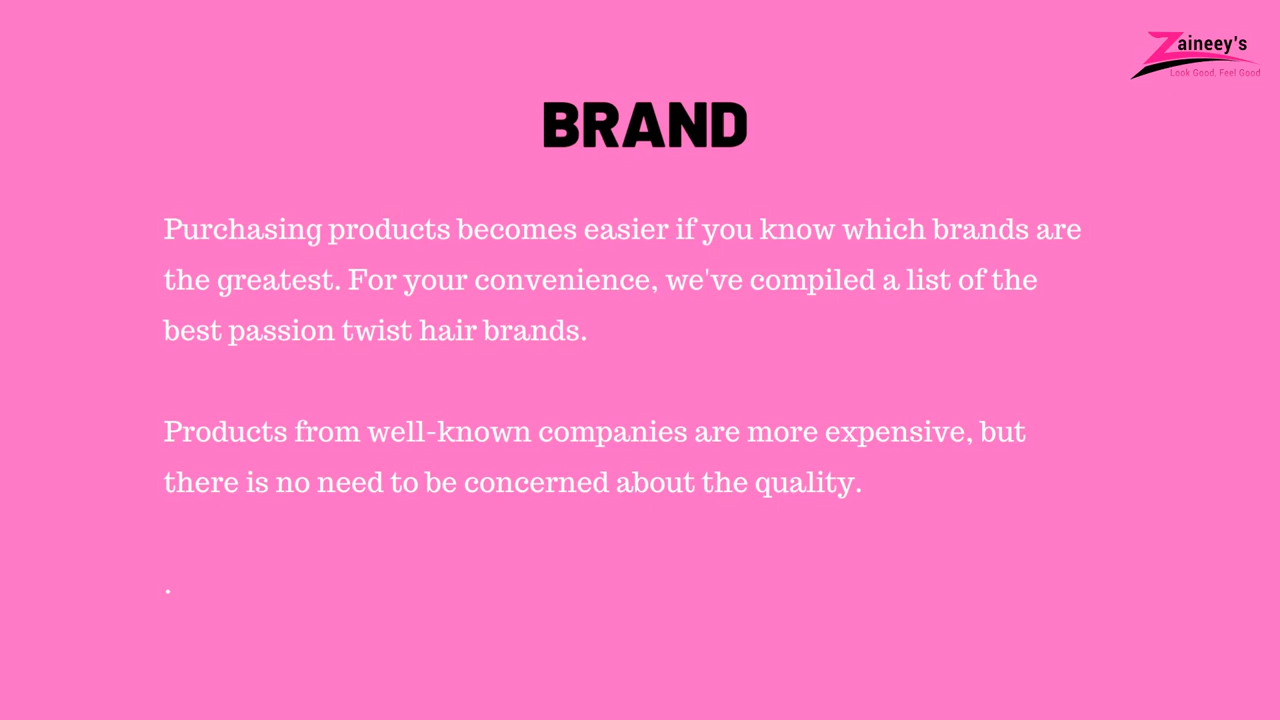 Zaineey's
Look Good, Feel Good
BRAND
Purchasing products becomes easier if you know which brands are
the greatest. For your convenience, we've compiled a list of the
best passion twist hair brands.
Products from well-known companies are more expensive, but
there is no need to be concerned about the quality.
.